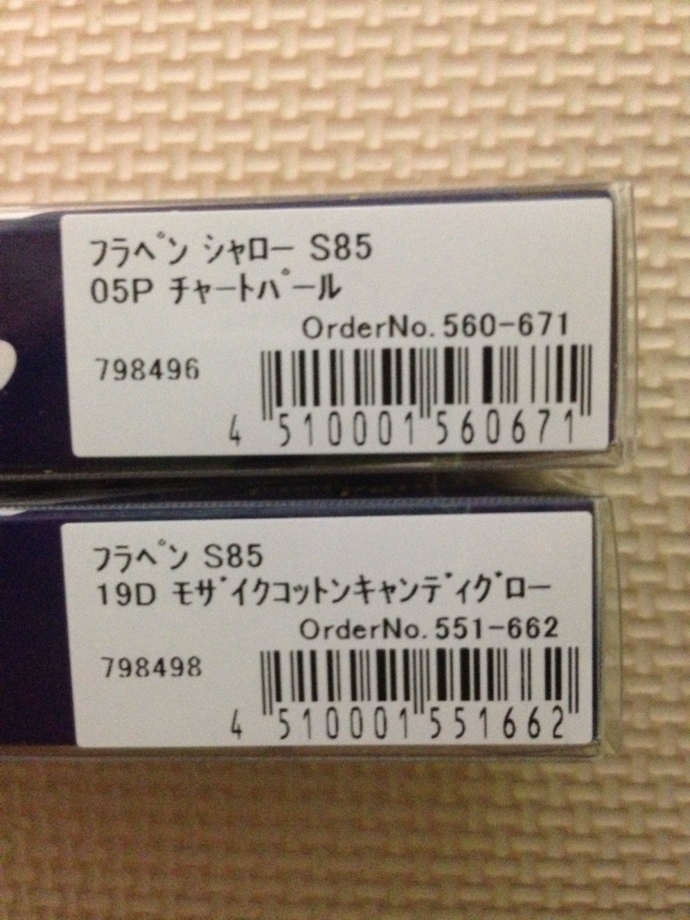 フラペン シャロー S85
05P チャートパール
OrderNo. 560-671
798496
4 510001 560671
フラペン S85
19D モザイクコットンキャンディグロー
OrderNo. 551-662
798498
4 510001 551662